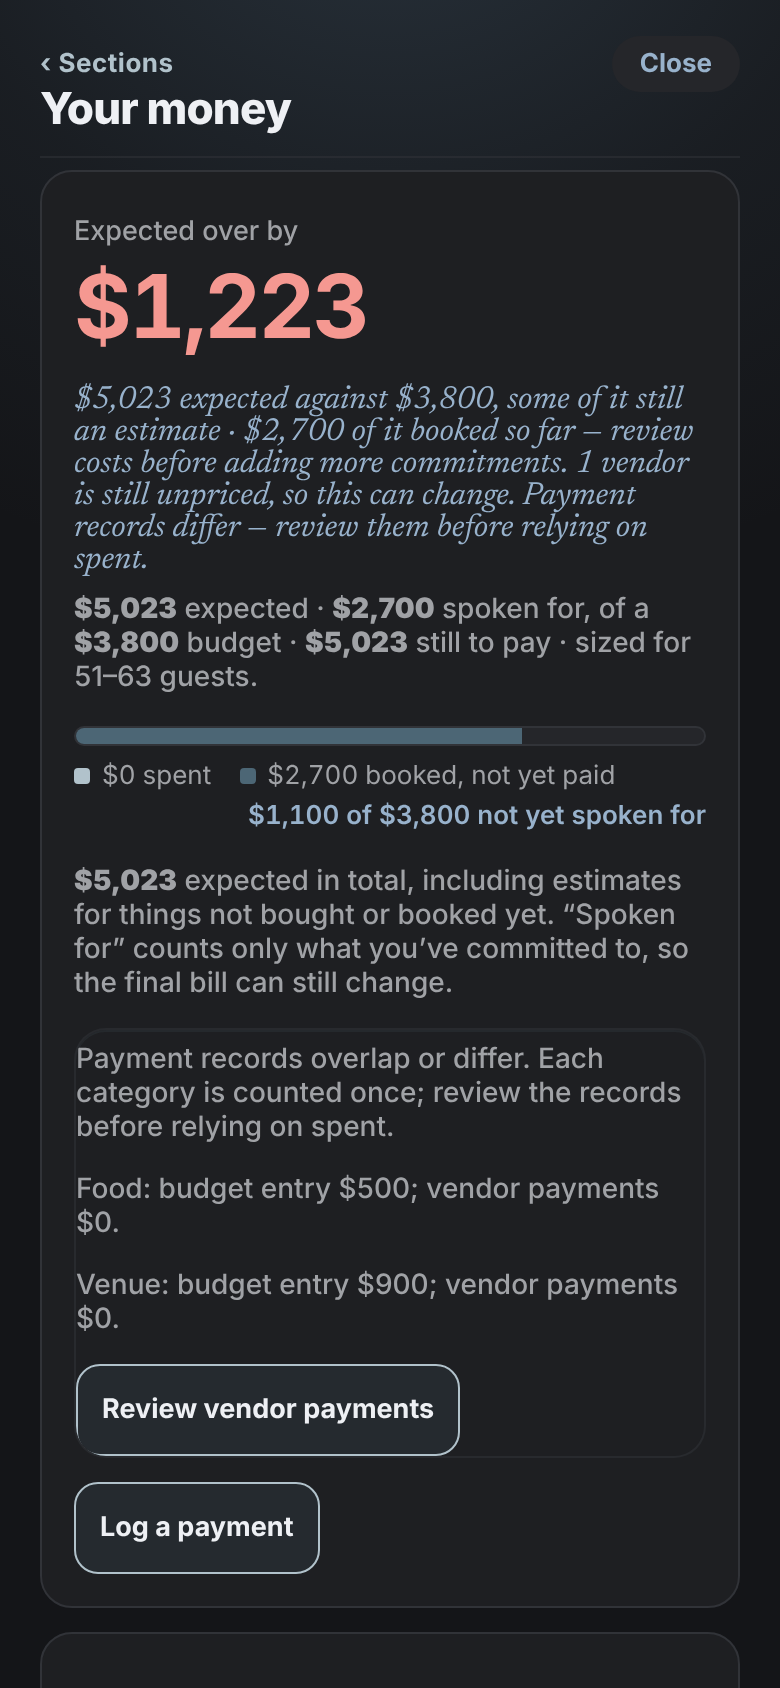 ‹ Sections
Close
Your money
Expected over by
$1,223
$5,023 expected against $3,800, some of it still
an estimate · $2,700 of it booked so far – review
costs before adding more commitments. 1 vendor
is still unpriced, so this can change. Payment
records differ – review them before relying on
spent.
$5,023 expected · $2,700 spoken for, of a
$3,800 budget · $5,023 still to pay · sized for
51–63 guests.
$0 spent
$2,700 booked, not yet paid
$1,100 of $3,800 not yet spoken for
$5,023 expected in total, including estimates
for things not bought or booked yet. “Spoken
for” counts only what you’ve committed to, so
the final bill can still change.
Payment records overlap or differ. Each
category is counted once; review the records
before relying on spent.
Food: budget entry $500; vendor payments
$0.
Venue: budget entry $900; vendor payments
$0.
Review vendor payments
Log a payment